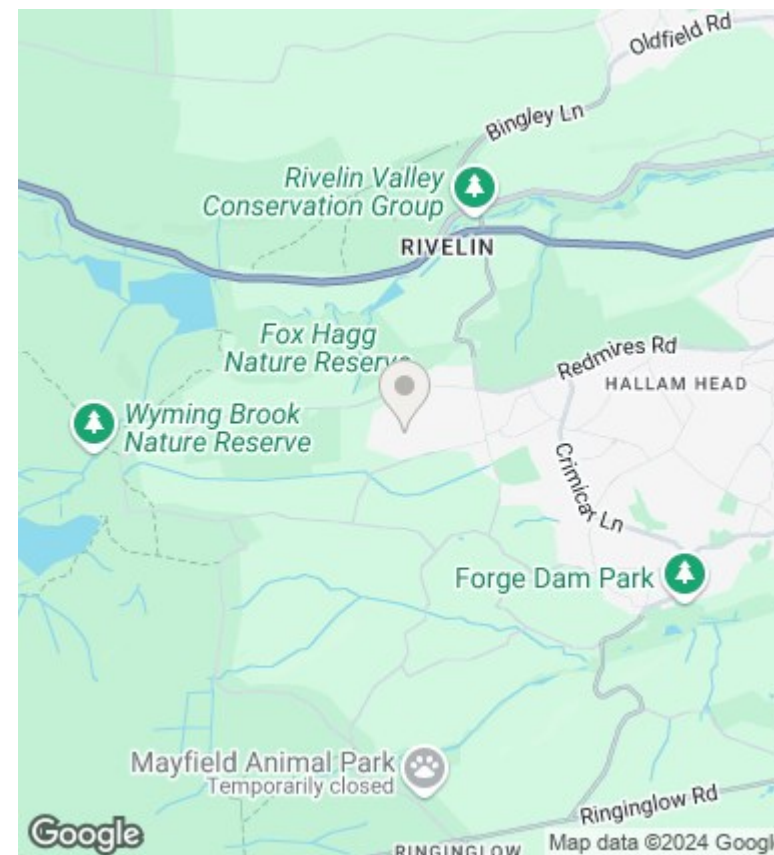 Oldfield Rd
Bingley Ln
Rivelin Valley
Conservation Group
RIVELIN
Fox Hagg
Nature Reserve
Redmires Rd
HALLAM HEAD
Wyming Brook
Nature Reserve
Crimicar Ln
Forge Dam Park
Mayfield Animal Park
Temporarily closed
Ringinglow Rd
RINGINGLOW
Google
Map data ©2024 Googl